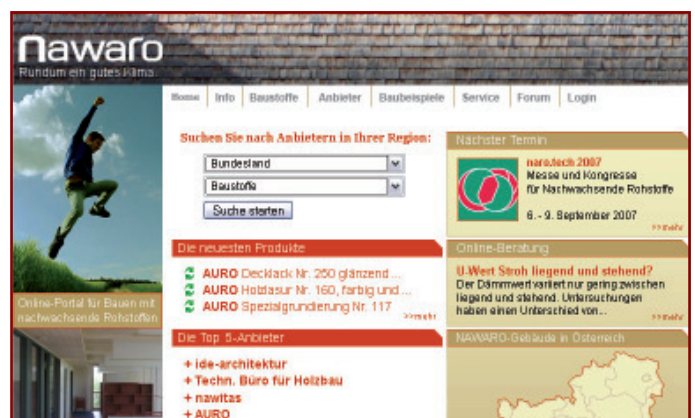 nawaro
Rundum ein gutes Klima.
Home Info Baustoffe Anbieter Baubeispiele Service Forum Login
Suchen Sie nach Anbietern in Ihrer Region:
Bundesland
Baustoffe
Suche starten
Nächster Termin
naro.tech 2007
Messe und Kongresse
für Nachwachsende Rohstoffe
6. - 9. September 2007
>>mehr
Die neuesten Produkte
AURO Decklack Nr. 250 glänzend ...
AURO Holzlasur Nr. 160, farbig und ...
AURO Spezialgrundierung Nr. 117
>>mehr
Online-Beratung
U-Wert Stroh liegend und stehend?
Der Dämmwert variiert nur gering zwischen
liegend und stehend. Untersuchungen
haben einen Unterschied von...
>>mehr
Online-Portal für Bauen mit
nachwachsende Rohstoffen
Die Top 5-Anbieter
+ ide-architektur
+ Techn. Büro für Holzbau
+ nawitas
+ AURO
NAWARO-Gebäude in Österreich